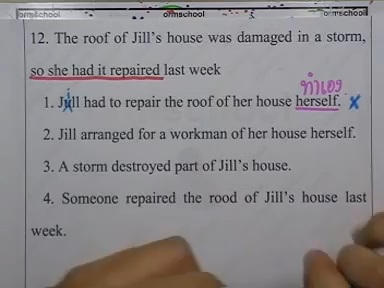 ormschool ormschool ormschool
12. The roof of Jill's house was damaged in a storm,
so she had it repaired last week
ทำเอง
1. Jill had to repair the roof of her house herself. x
2. Jill arranged for a workman of her house herself.
3. A storm destroyed part of Jill's house.
4. Someone repaired the rood of Jill's house last
week.